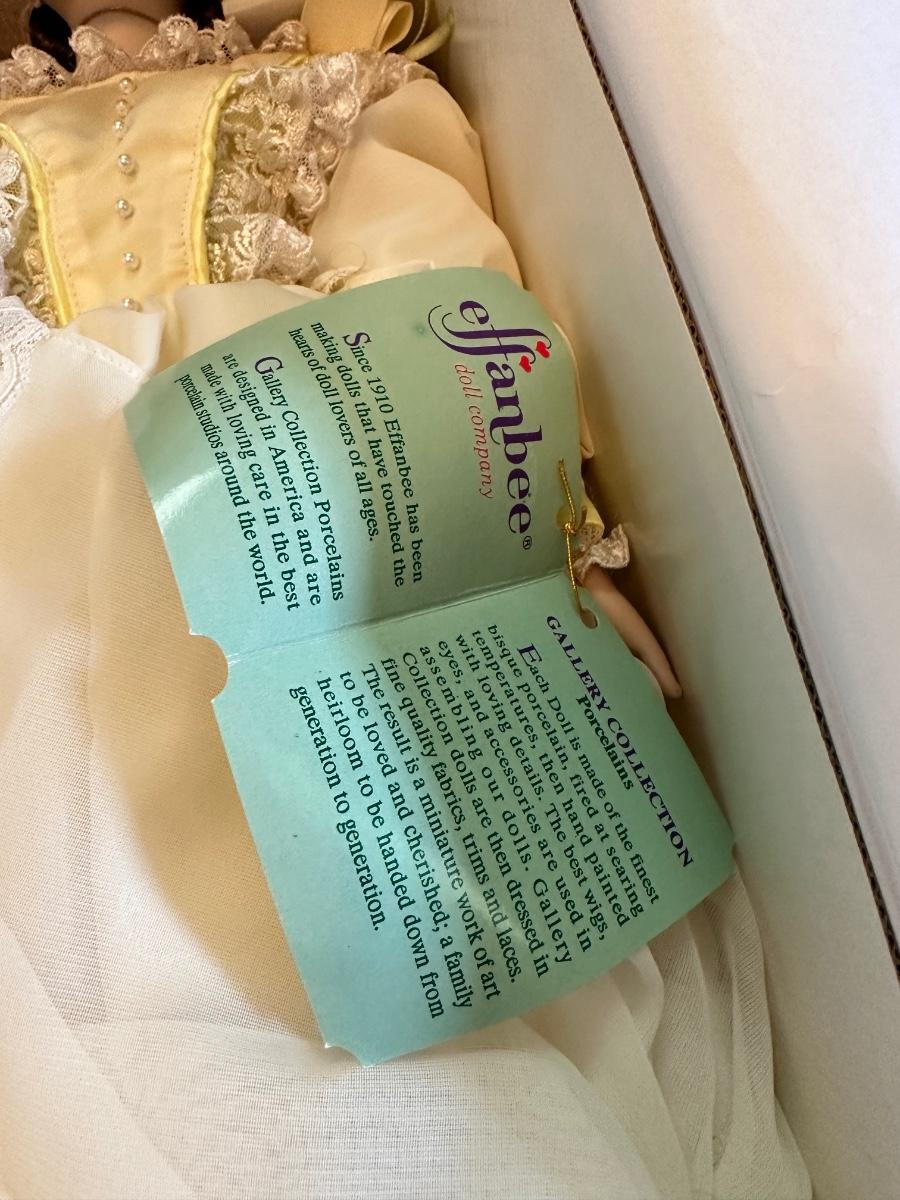 effanbee®
doll company
Since 1910 Effanbee has been
making dolls that have touched the
hearts of doll lovers of all ages.
Gallery Collection Porcelains
are designed in America and are
made with loving care in the best
porcelain studios around the world.
GALLERY COLLECTION
Porcelains
Each Doll is made of the finest
bisque porcelain, fired at searing
temperatures, then hand painted
with loving details. The best wigs,
eyes, and accessories are used in
assembling our dolls. Gallery
Collection dolls are then dressed in
fine quality fabrics, trims and laces.
The result is a miniature work of art
to be loved and cherished; a family
heirloom to be handed down from
generation to generation.